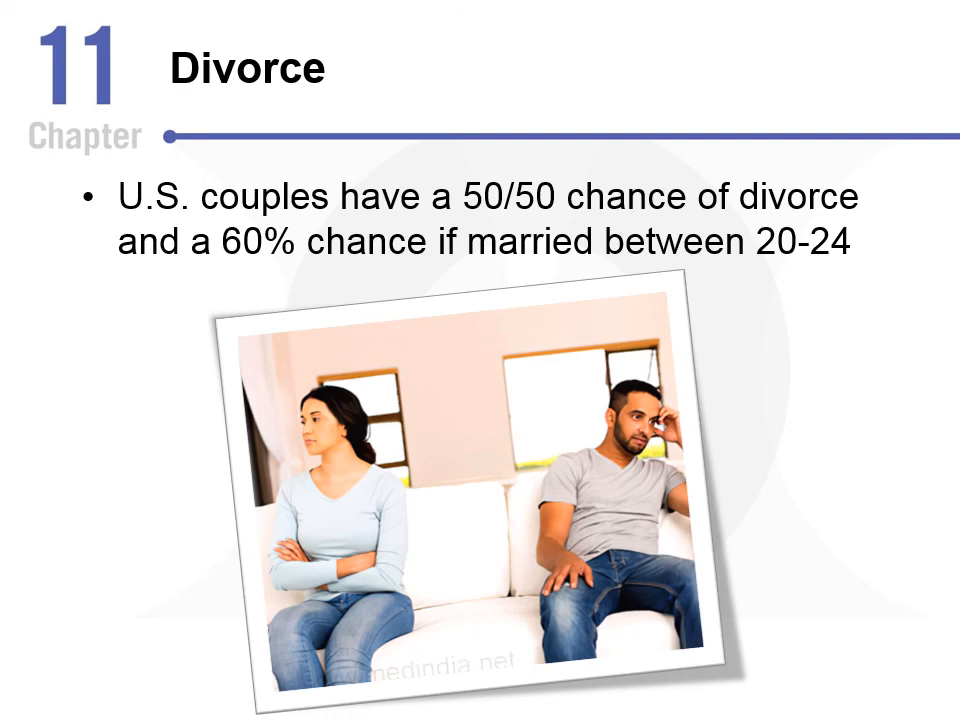 11
Chapter
Divorce
• U.S. couples have a 50/50 chance of divorce
and a 60% chance if married between 20-24
medindia.net